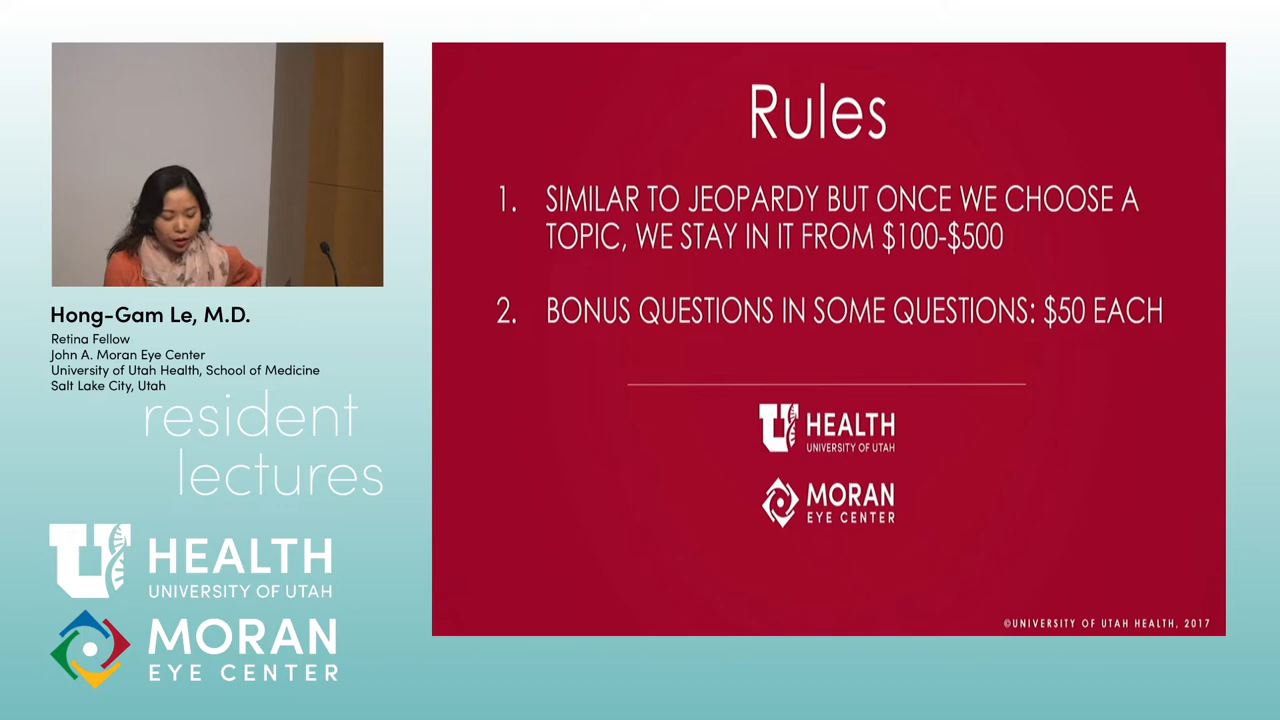 Rules
1. SIMILAR TO JEOPARDY BUT ONCE WE CHOOSE A
TOPIC, WE STAY IN IT FROM $100-$500
2. BONUS QUESTIONS IN SOME QUESTIONS: $50 EACH
U HEALTH
UNIVERSITY OF UTAH
MORAN
EYE CENTER
©UNIVERSITY OF UTAH HEALTH, 2017
Hong-Gam Le, M.D.
Retina Fellow
John A. Moran Eye Center
University of Utah Health, School of Medicine
Salt Lake City, Utah
resident
lectures
U HEALTH
UNIVERSITY OF UTAH
MORAN
EYE CENTER